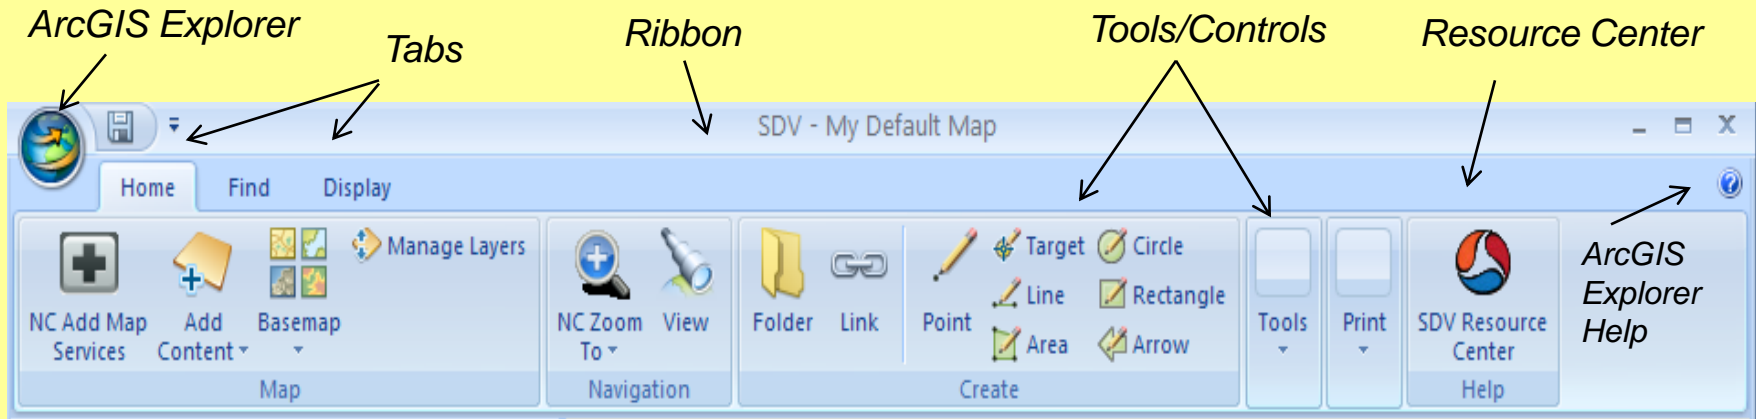 ArcGIS Explorer
Tabs
Ribbon
Tools/Controls
Resource Center
SDV - My Default Map
Home
Find
Display
NC Add Map
Services
Add
Content
Basemap
Manage Layers
Map
NC Zoom
To
View
Navigation
Folder
Link
Point
Target
Line
Area
Circle
Rectangle
Arrow
Create
Tools
Print
SDV Resource
Center
Help
ArcGIS
Explorer
Help